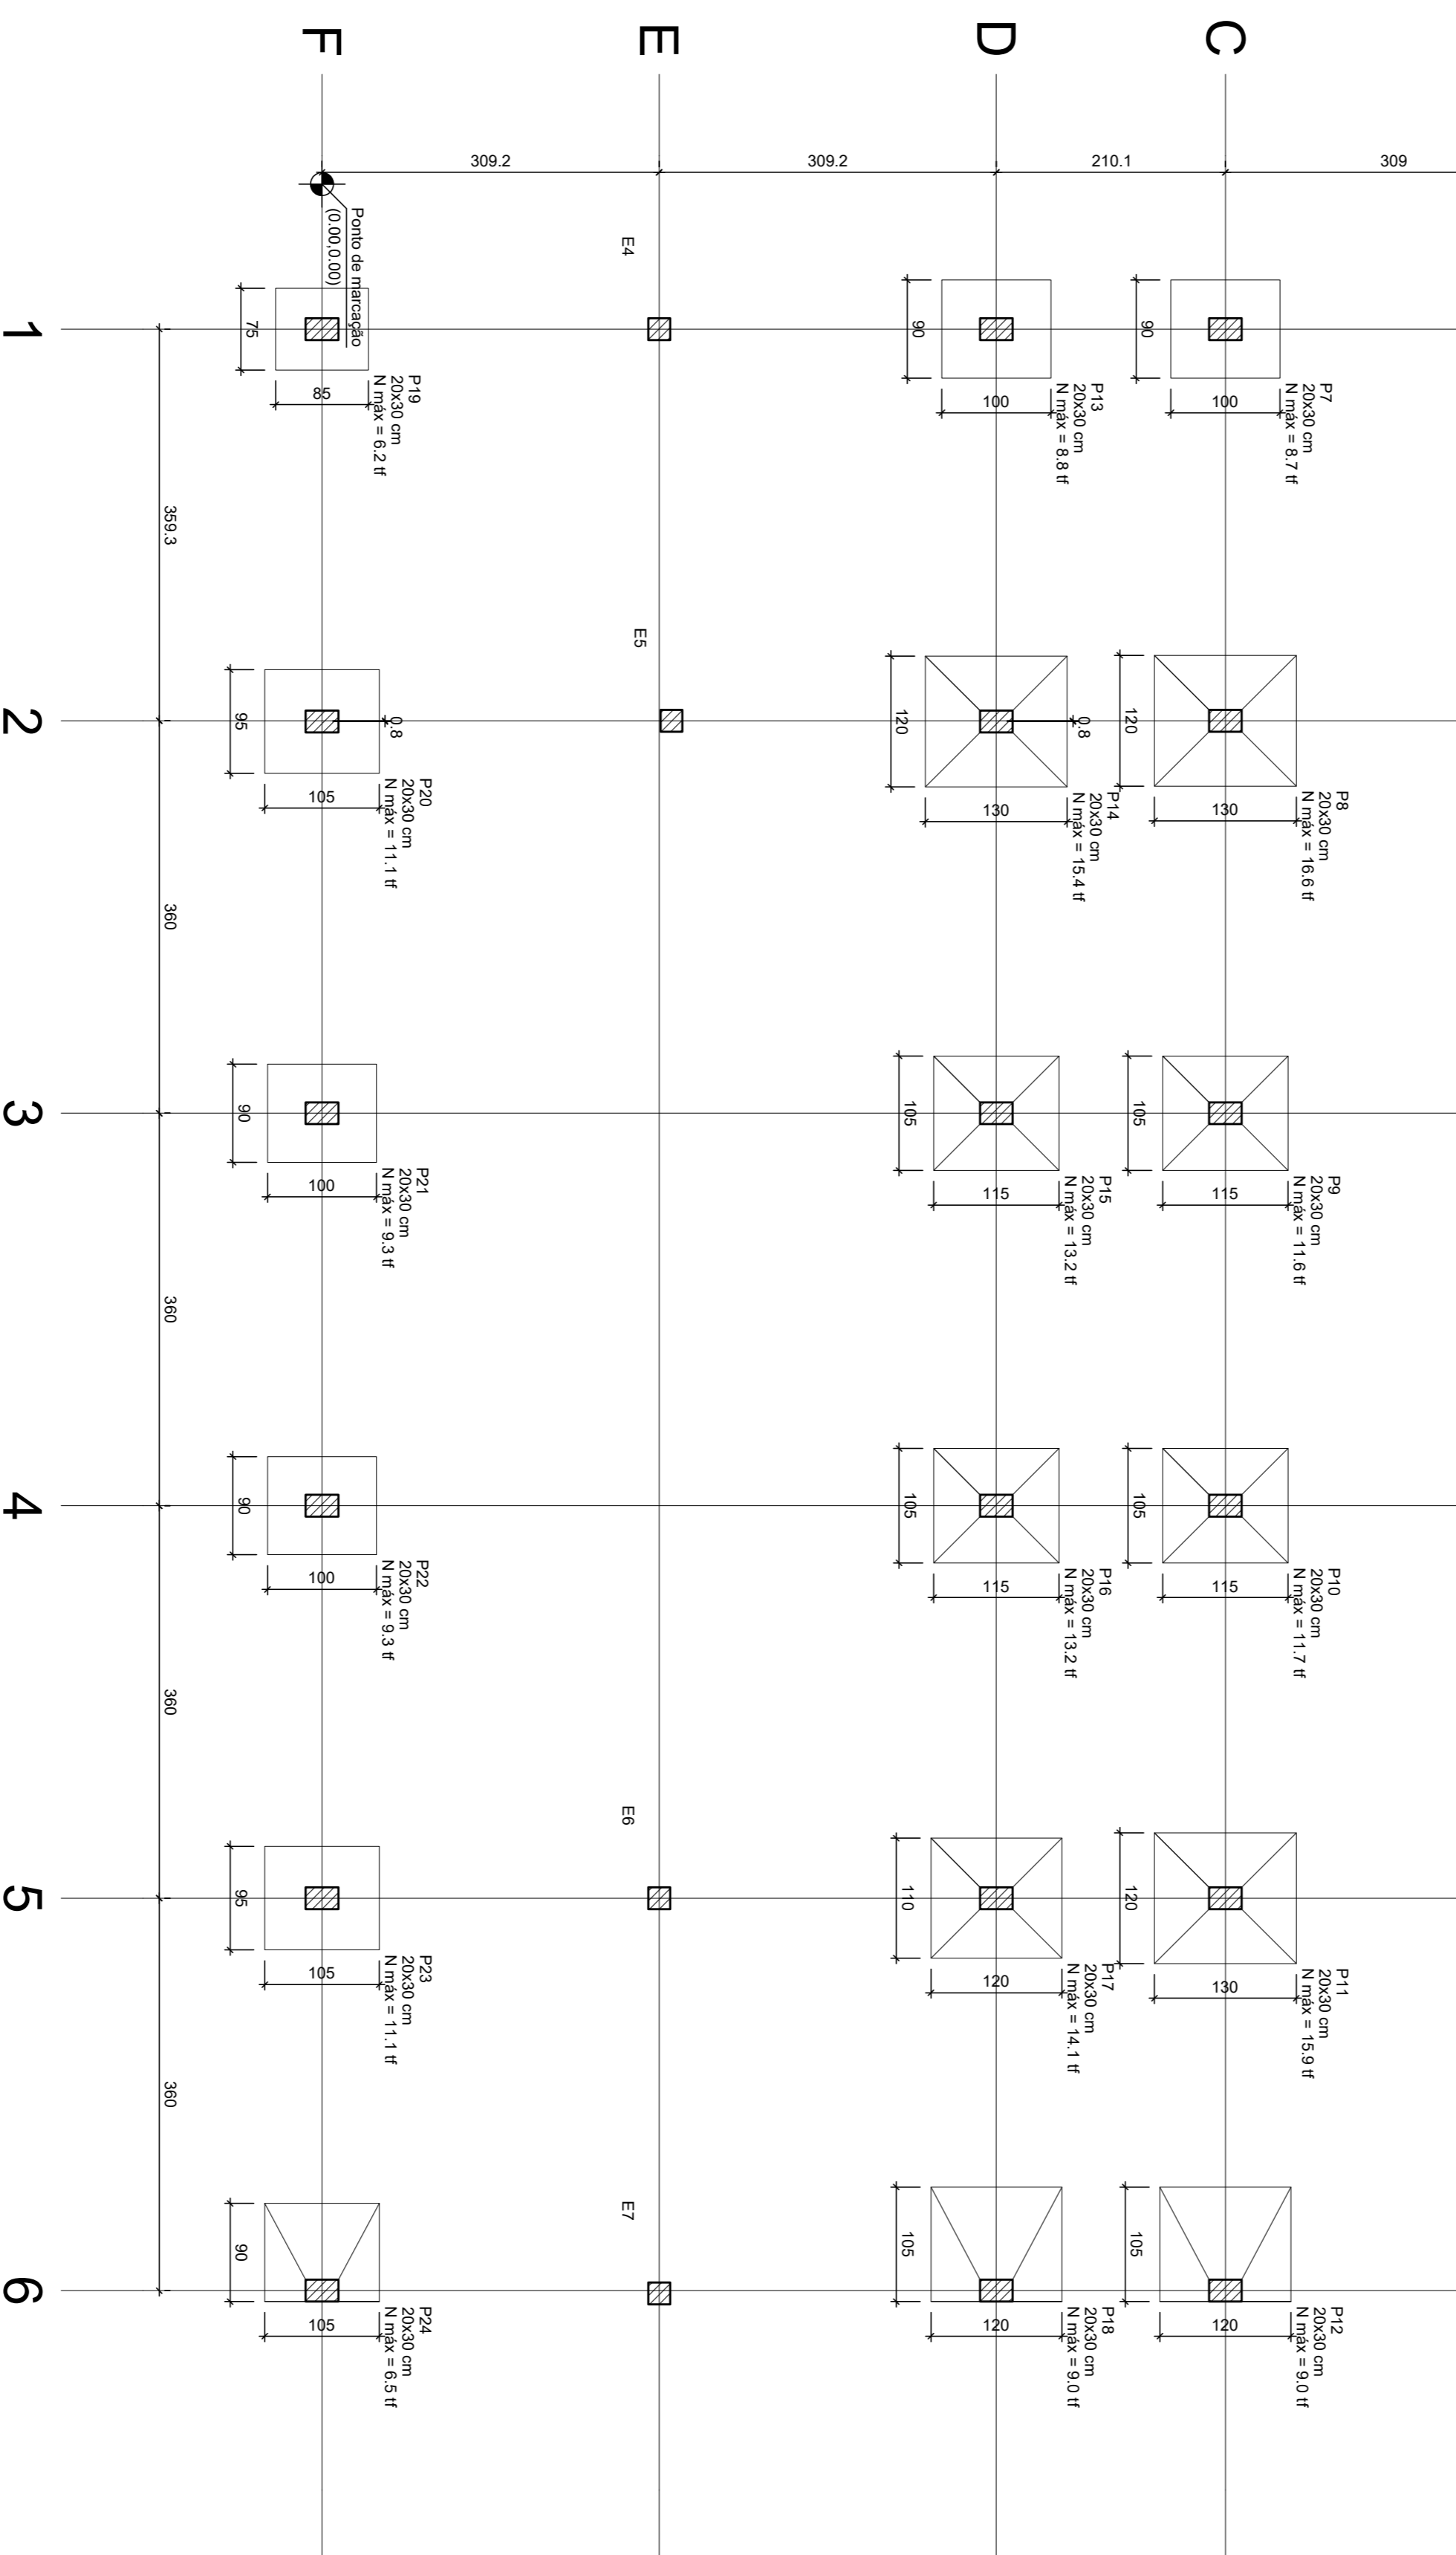 F
E
D
C
309.2
309.2
210.1
309
Ponto de marcação
(0.00,0.00)
E4
1
75
85
P19
20x30 cm
N máx = 6.2 tf
90
100
P13
20x30 cm
N máx = 8.8 tf
90
100
P7
20x30 cm
N máx = 8.7 tf
359.3
E5
2
95
0.8
105
P20
20x30 cm
N máx = 11.1 tf
120
0.8
130
P14
20x30 cm
N máx = 15.4 tf
120
130
P8
20x30 cm
N máx = 16.6 tf
360
3
90
100
P21
20x30 cm
N máx = 9.3 tf
105
115
P15
20x30 cm
N máx = 13.2 tf
105
115
P9
20x30 cm
N máx = 11.6 tf
360
4
90
100
P22
20x30 cm
N máx = 9.3 tf
105
115
P16
20x30 cm
N máx = 13.2 tf
105
115
P10
20x30 cm
N máx = 11.7 tf
360
E6
5
95
105
P23
20x30 cm
N máx = 11.1 tf
110
120
P17
20x30 cm
N máx = 14.1 tf
120
130
P11
20x30 cm
N máx = 15.9 tf
360
E7
6
90
105
P24
20x30 cm
N máx = 6.5 tf
105
120
P18
20x30 cm
N máx = 9.0 tf
105
120
P12
20x30 cm
N máx = 9.0 tf